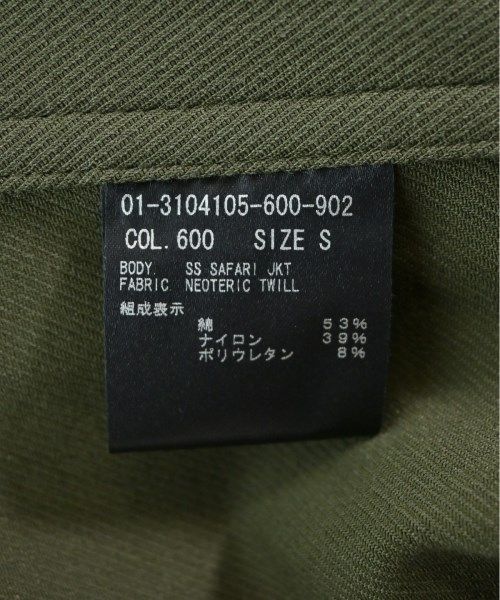 01-3104105-600-902
COL. 600 SIZE S
BODY. SS SAFARI JKT
FABRIC NEOTERIC TWILL
組成表示
綿 53%
ナイロン 39%
ポリウレタン 8%